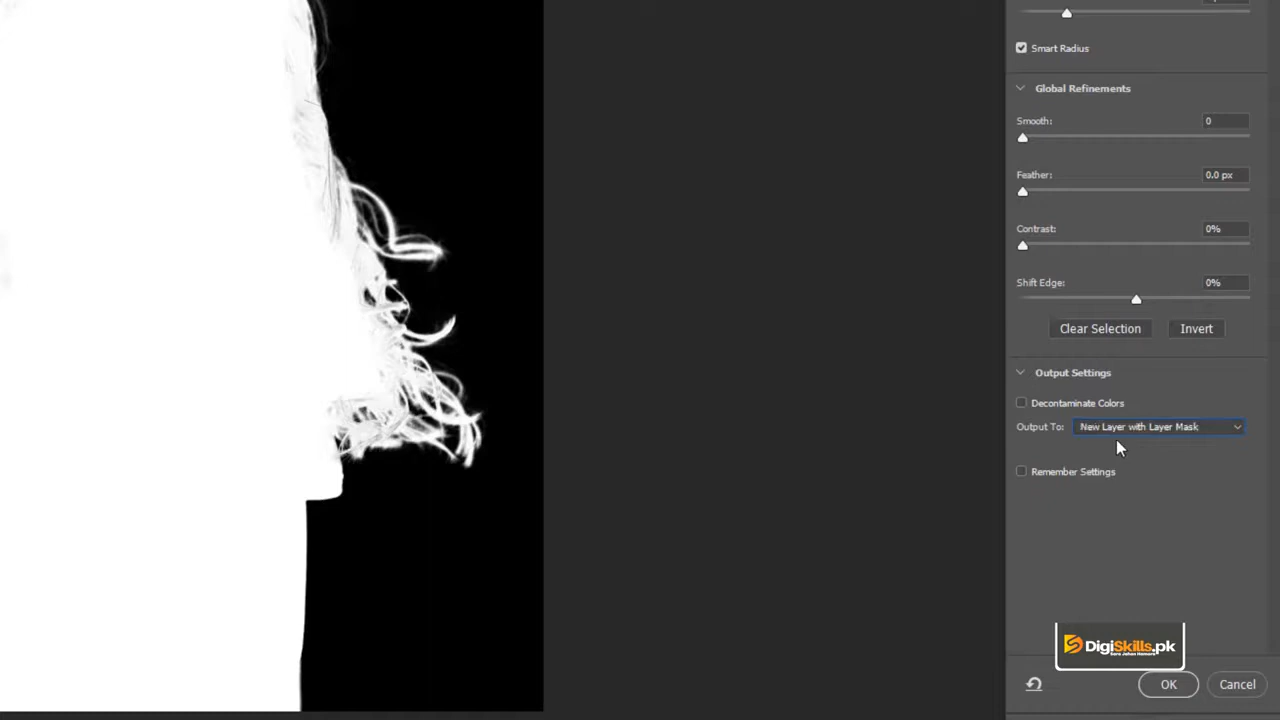 Smart Radius
Global Refinements
Smooth: 0
Feather: 0.0 px
Contrast: 0%
Shift Edge: 0%
Clear Selection Invert
Output Settings
Decontaminate Colors
Output To: New Layer with Layer Mask
Remember Settings
DigiSkills.pk
OK Cancel